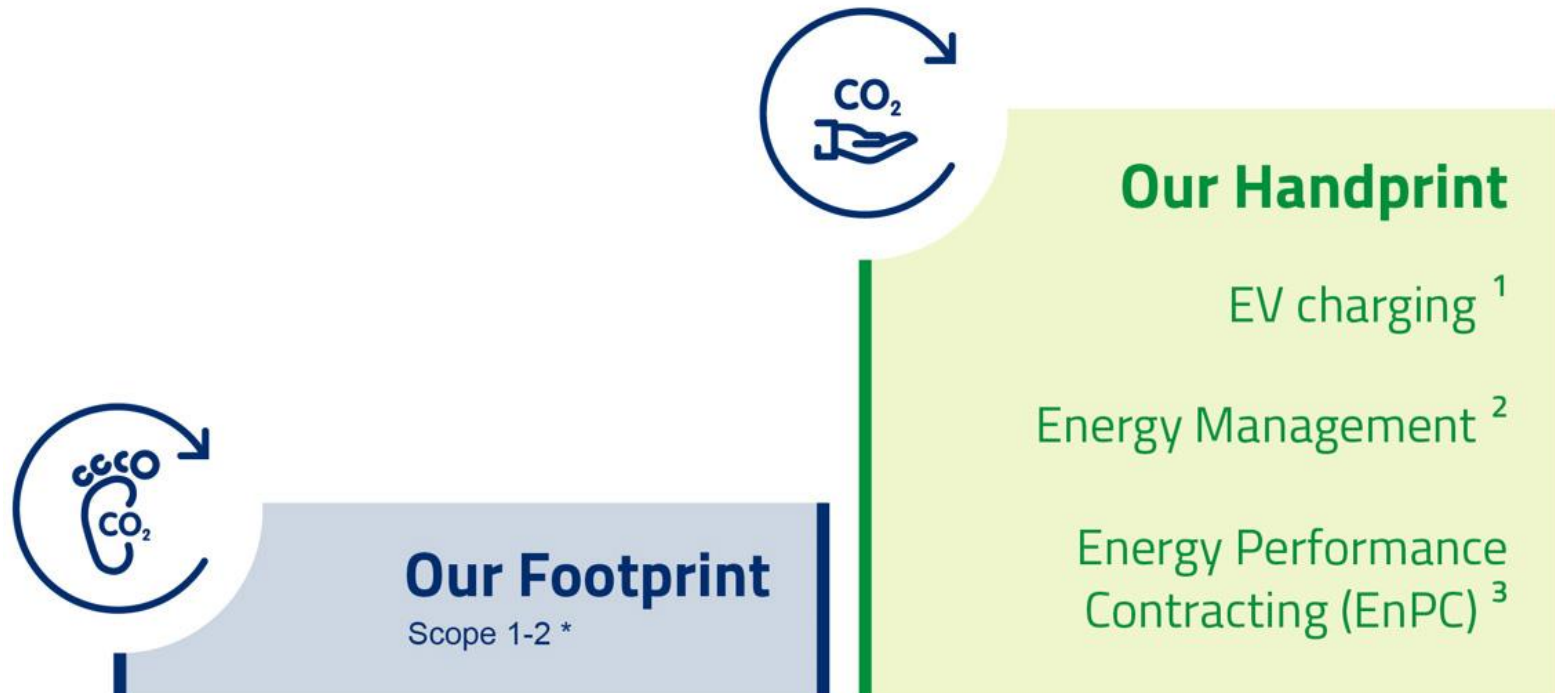 CO₂
Our Handprint
EV charging ¹
Energy Management ²
Energy Performance
Contracting (EnPC) ³
CO₂
Our Footprint
Scope 1-2 *